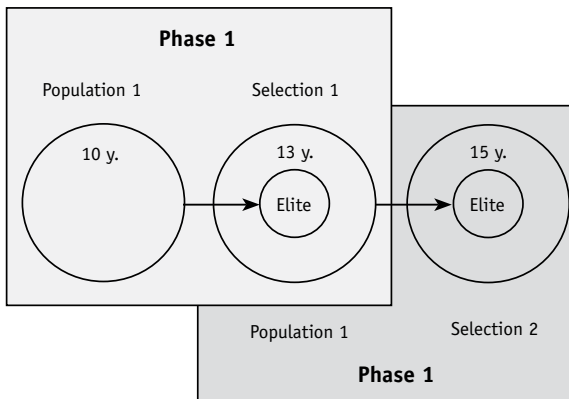 Phase 1
Population 1 Selection 1
10 y. 13 y. 15 y.
Elite Elite
Population 1 Selection 2
Phase 1